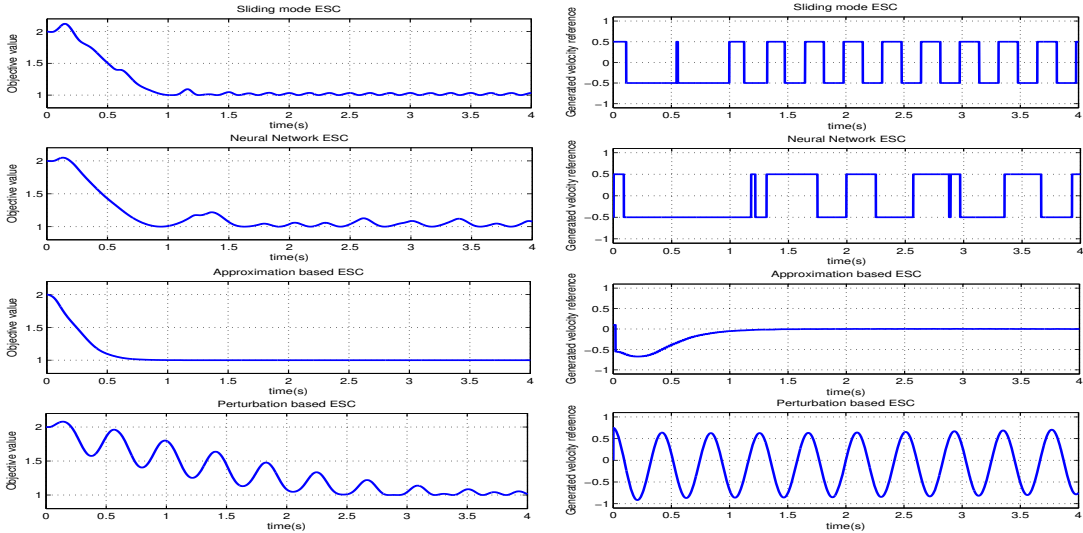 Sliding mode ESC
Objective value
2
1.5
1
0 0.5 1 1.5 2 2.5 3 3.5 4
time(s)
Neural Network ESC
Objective value
2
1.5
1
0 0.5 1 1.5 2 2.5 3 3.5 4
time(s)
Approximation based ESC
Objective value
2
1.5
1
0 0.5 1 1.5 2 2.5 3 3.5 4
time(s)
Perturbation based ESC
Objective value
2
1.5
1
0 0.5 1 1.5 2 2.5 3 3.5 4
time(s)
Sliding mode ESC
Generated velocity reference
1
0.5
0
−0.5
−1
0 0.5 1 1.5 2 2.5 3 3.5 4
time(s)
Neural Network ESC
Generated velocity reference
1
0.5
0
−0.5
−1
0 0.5 1 1.5 2 2.5 3 3.5 4
time(s)
Approximation based ESC
Generated velocity reference
1
0.5
0
−0.5
−1
0 0.5 1 1.5 2 2.5 3 3.5 4
time(s)
Perturbation based ESC
Generated velocity reference
1
0.5
0
−0.5
−1
0 0.5 1 1.5 2 2.5 3 3.5 4
time(s)